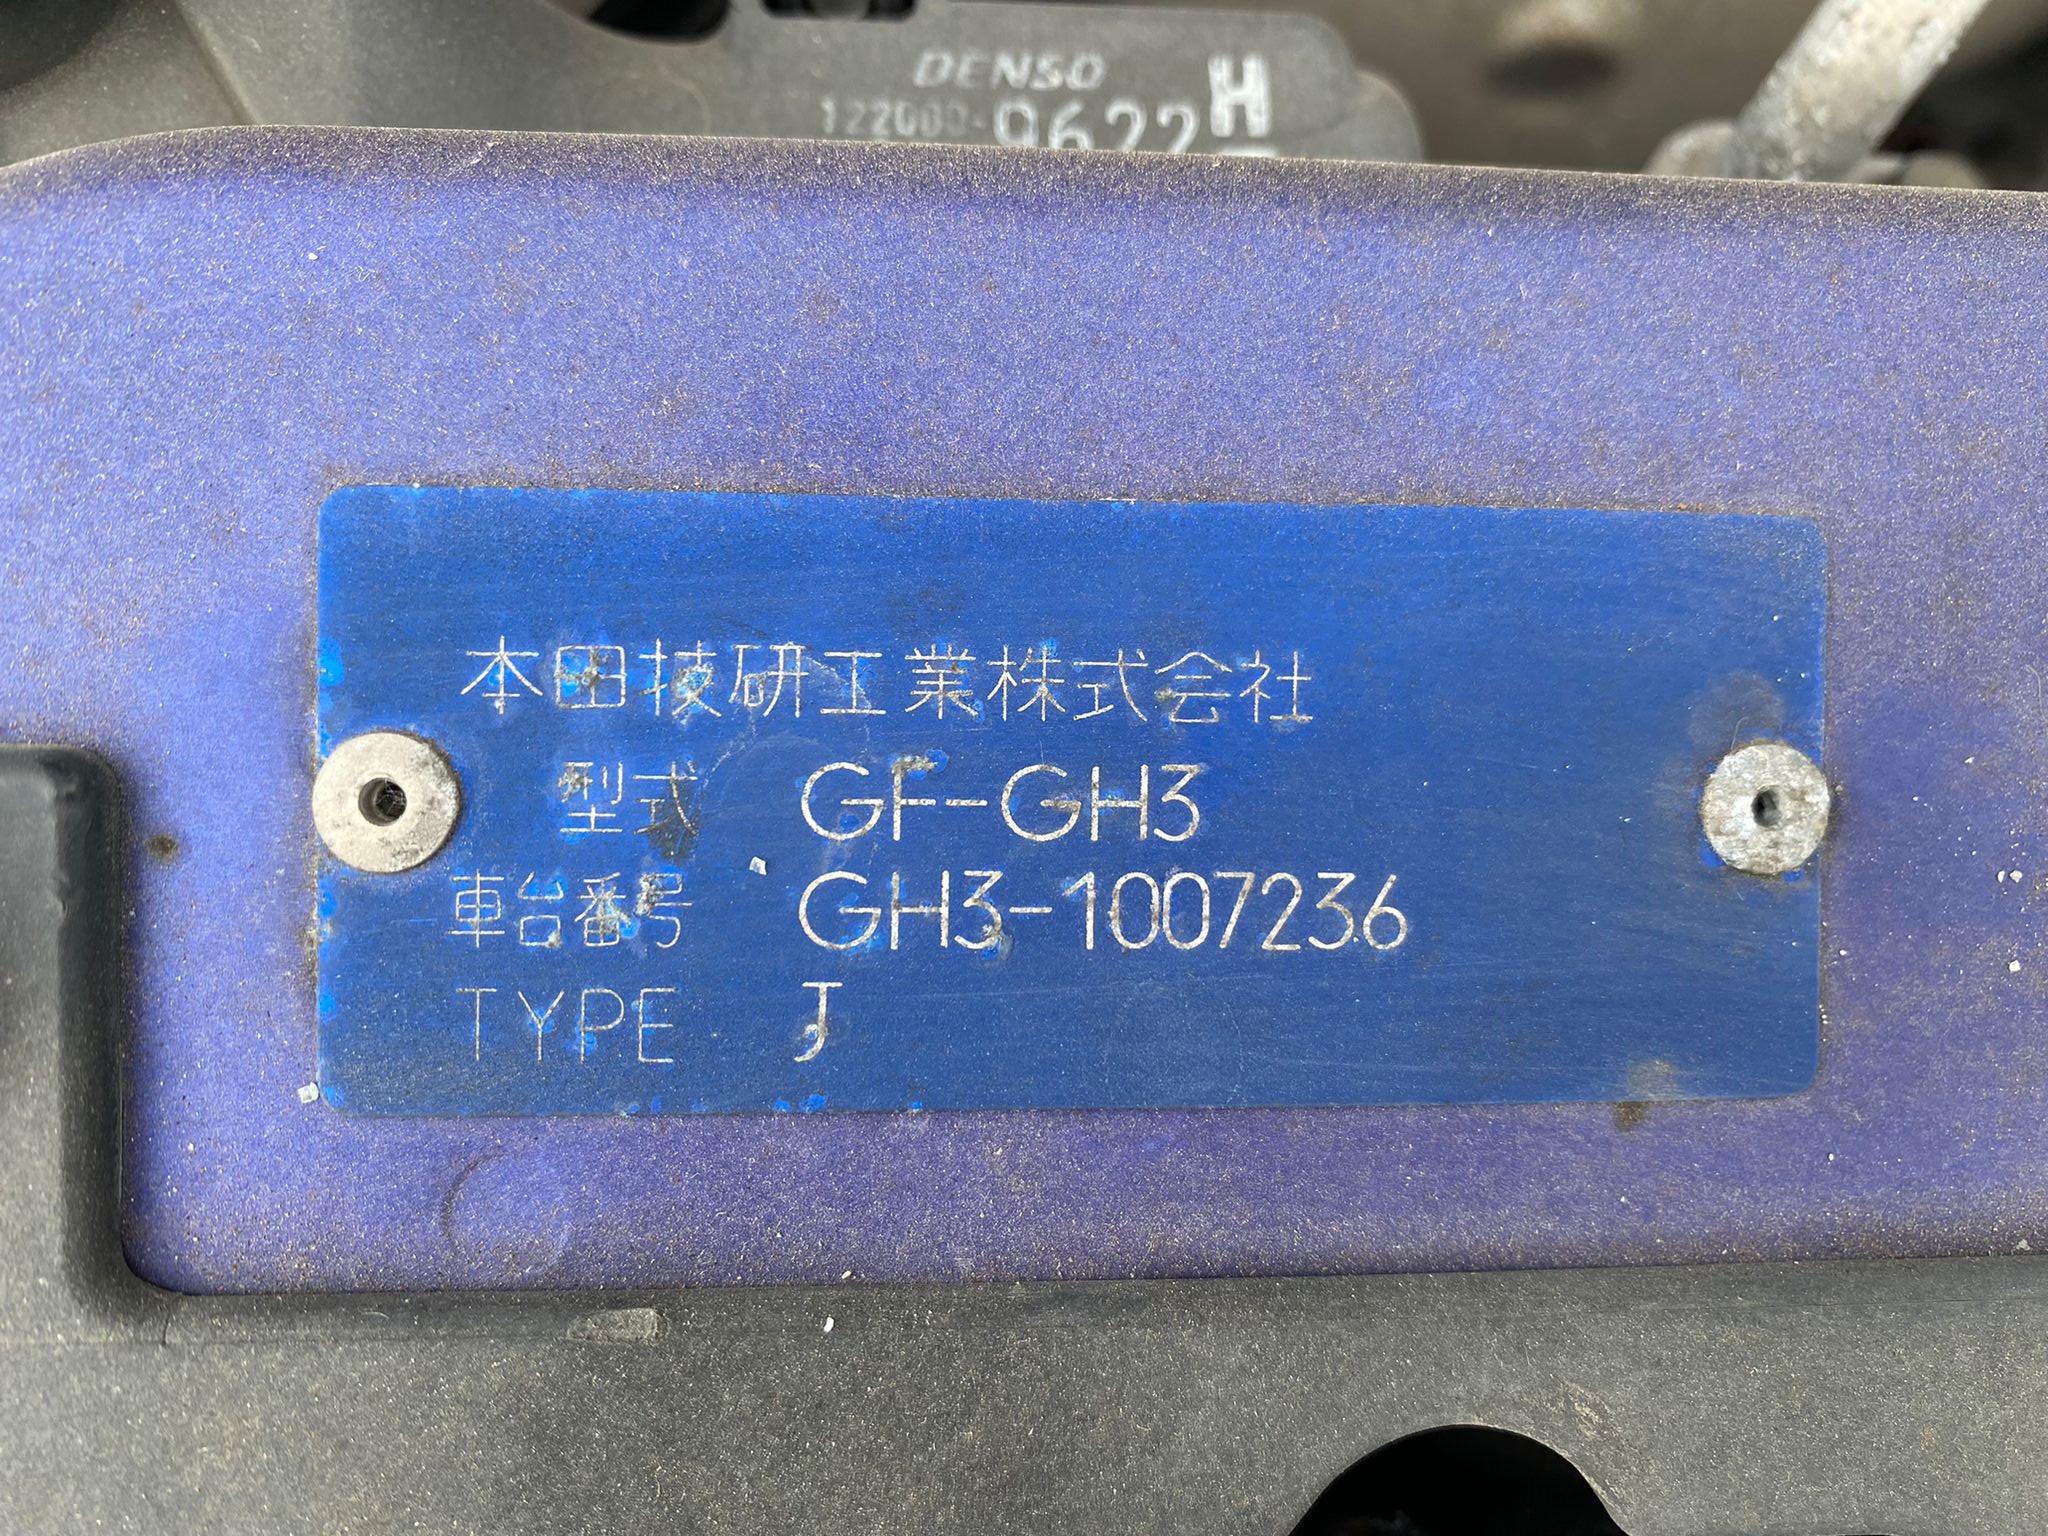 DENSO
122000-9622 H
本田技研工業株式会社
型式 GF-GH3
車台番号 GH3-1007236
TYPE J